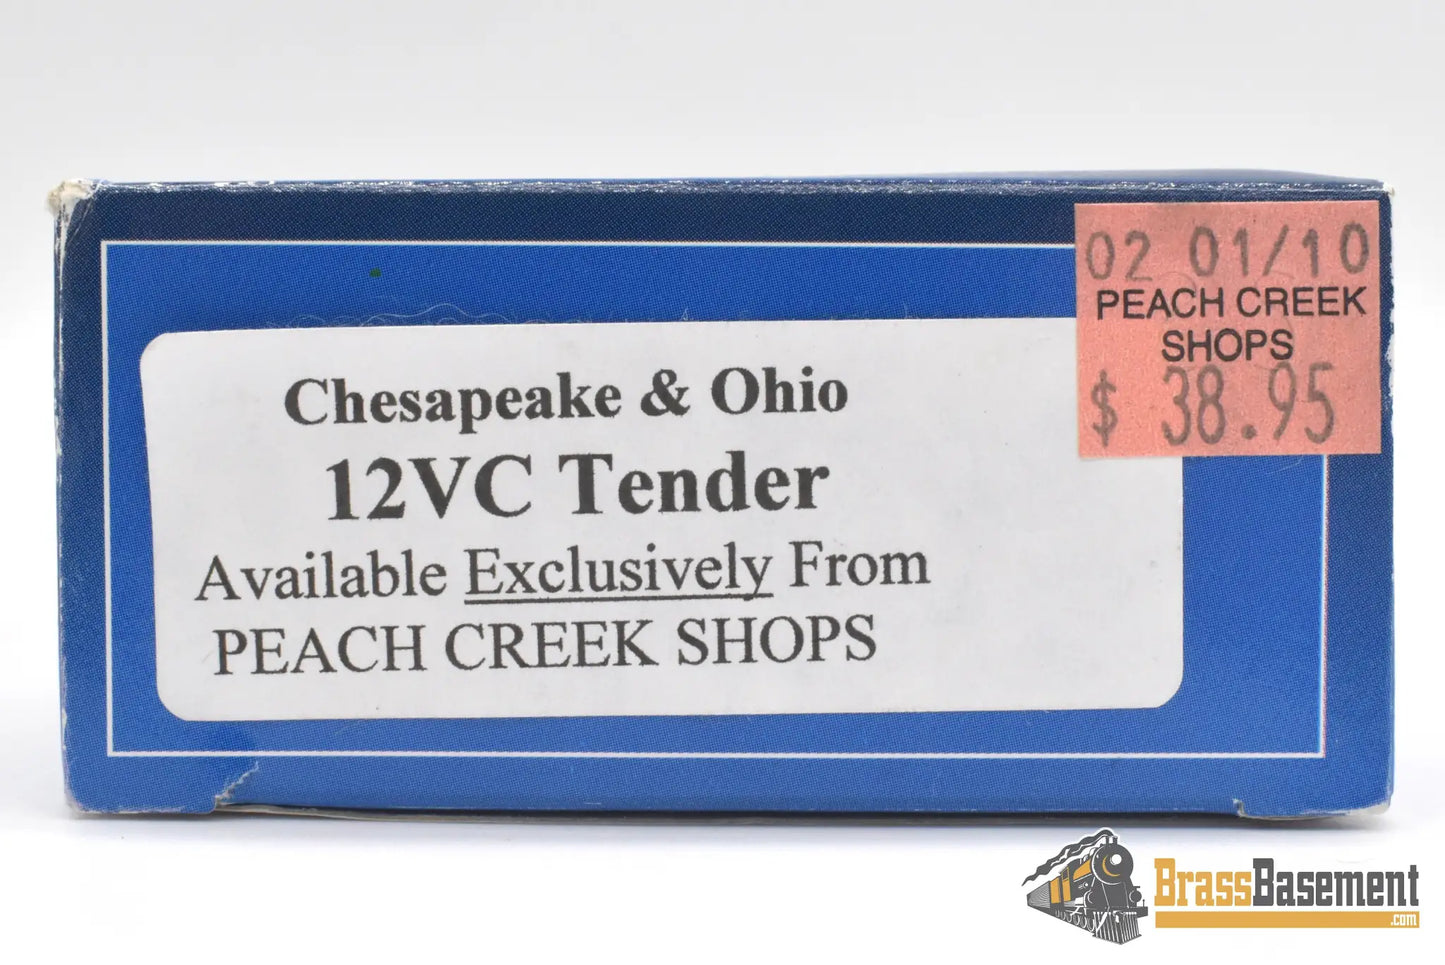 02 01/10
PEACH CREEK
SHOPS
$ 38.95
Chesapeake & Ohio
12VC Tender
Available Exclusively From
PEACH CREEK SHOPS
BrassBasement
.com